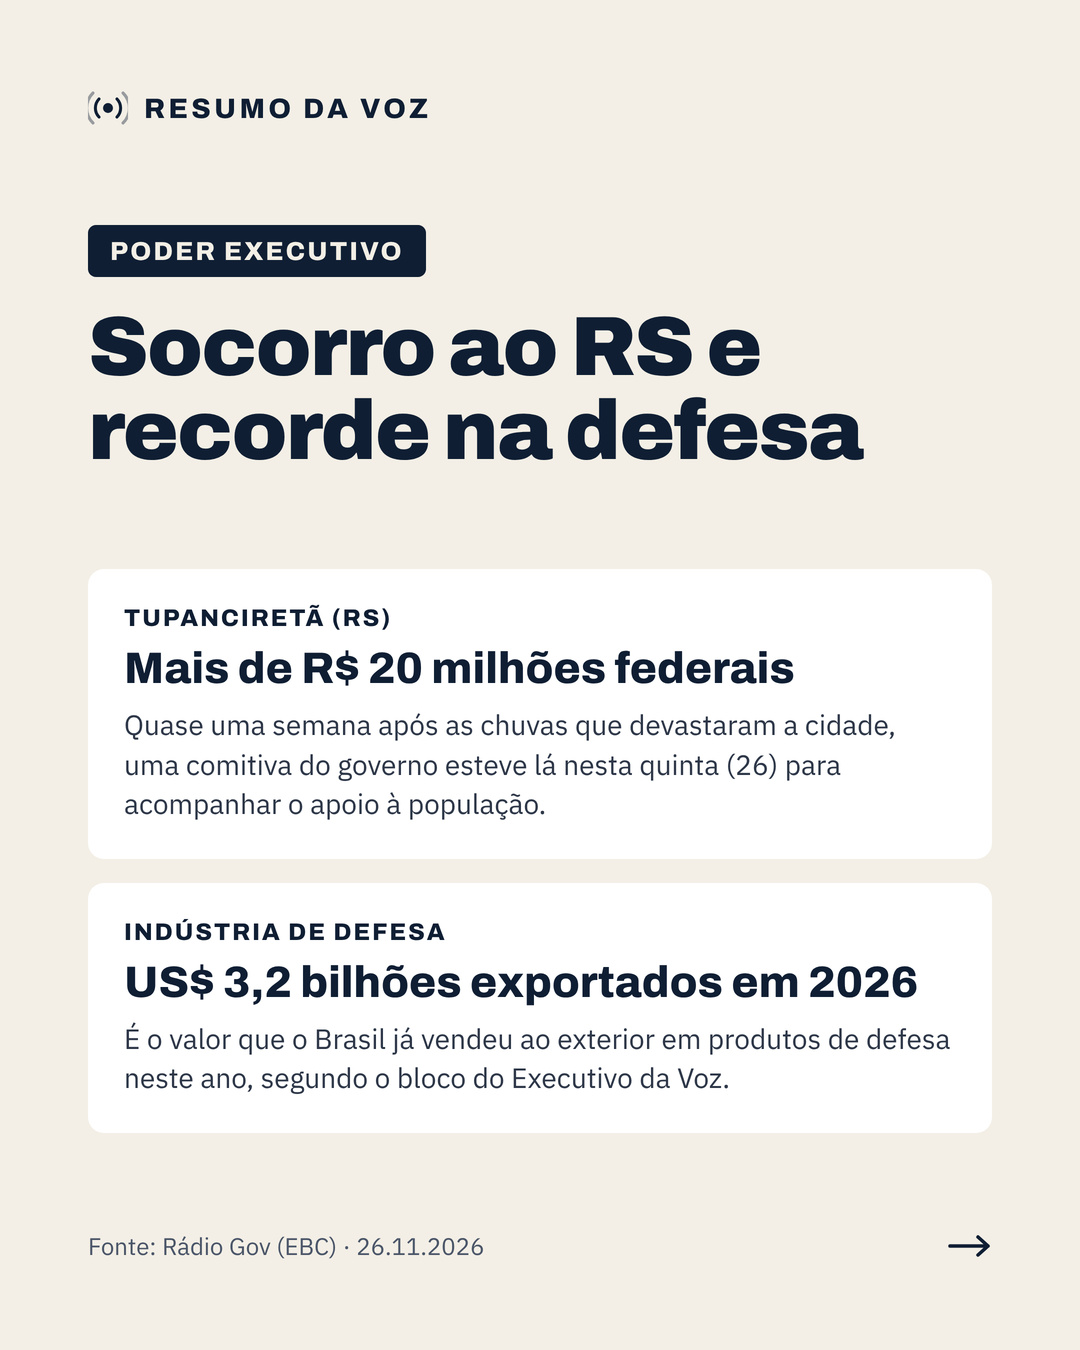 RESUMO DA VOZ
PODER EXECUTIVO
Socorro ao RS e
recorde na defesa
TUPANCIRETÃ (RS)
Mais de R$ 20 milhões federais
Quase uma semana após as chuvas que devastaram a cidade,
uma comitiva do governo esteve lá nesta quinta (26) para
acompanhar o apoio à população.
INDÚSTRIA DE DEFESA
US$ 3,2 bilhões exportados em 2026
É o valor que o Brasil já vendeu ao exterior em produtos de defesa
neste ano, segundo o bloco do Executivo da Voz.
Fonte: Rádio Gov (EBC) · 26.11.2026